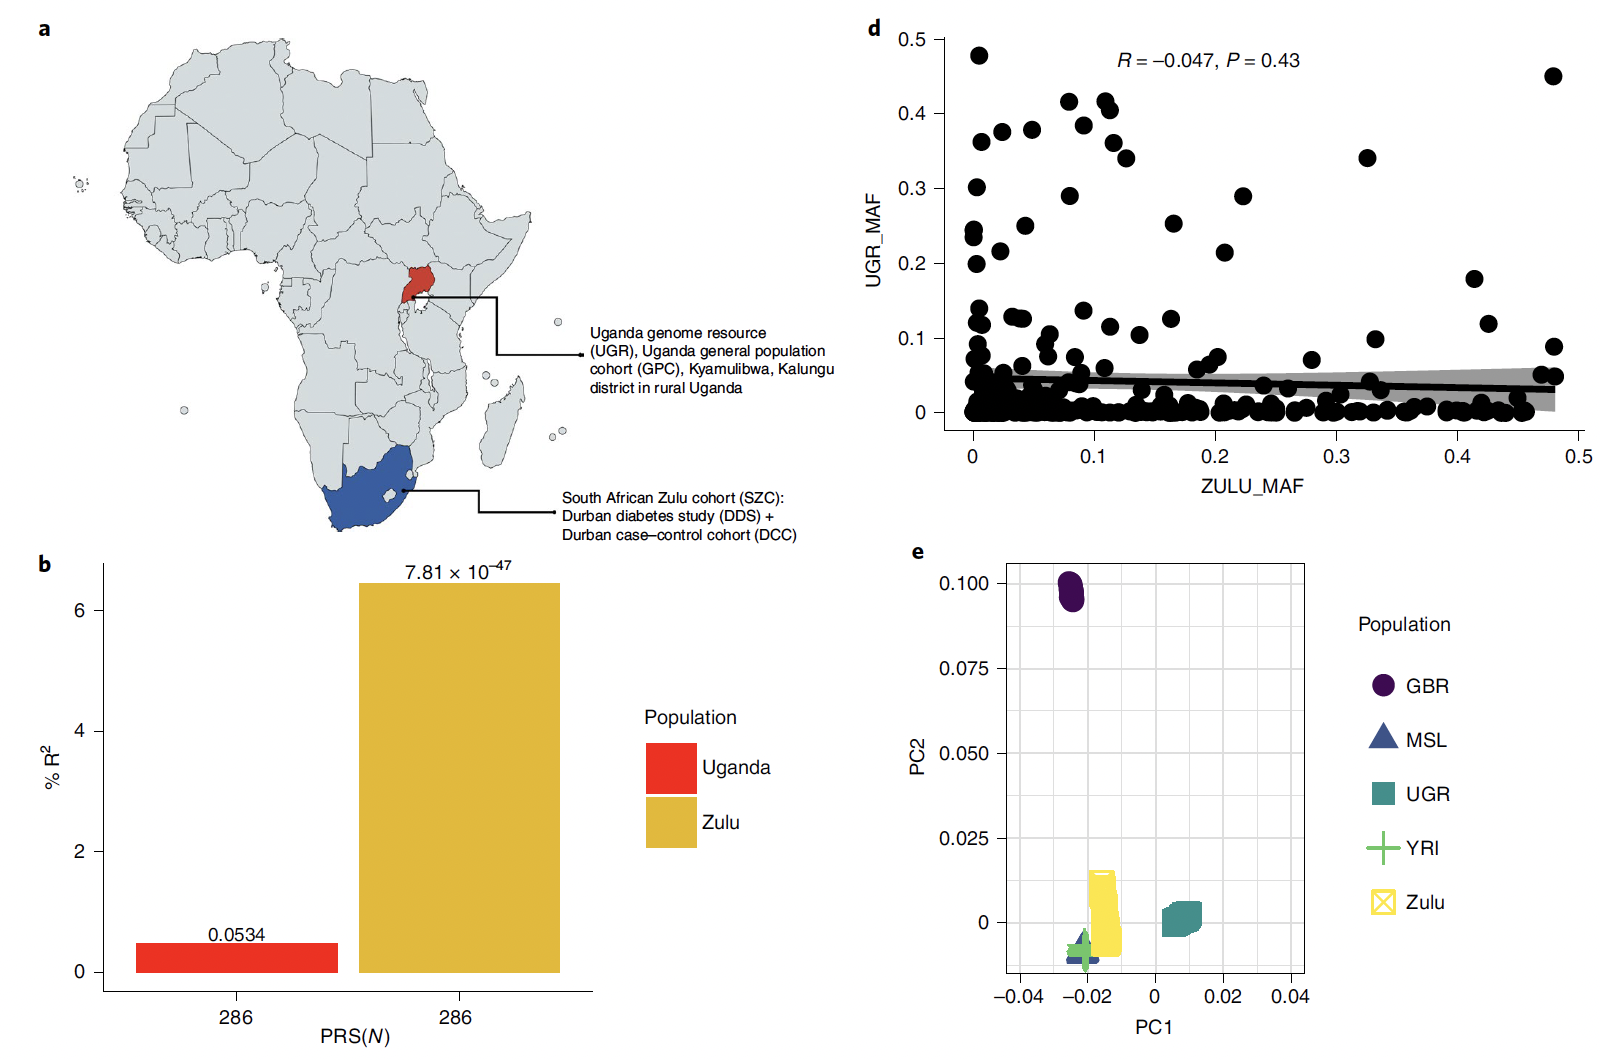 a
Uganda genome resource
(UGR), Uganda general population
cohort (GPC), Kyamulibwa, Kalungu
district in rural Uganda
South African Zulu cohort (SZC):
Durban diabetes study (DDS) +
Durban case–control cohort (DCC)
b
% R²
6
4
2
0
0.0534
7.81 × 10⁻⁴⁷
286
286
PRS(N)
Population
Uganda
Zulu
d
R = –0.047, P = 0.43
UGR_MAF
0.5
0.4
0.3
0.2
0.1
0
0
0.1
0.2
0.3
0.4
0.5
ZULU_MAF
e
PC2
0.100
0.075
0.050
0.025
0
–0.04
–0.02
0
0.02
0.04
PC1
Population
GBR
MSL
UGR
YRI
Zulu